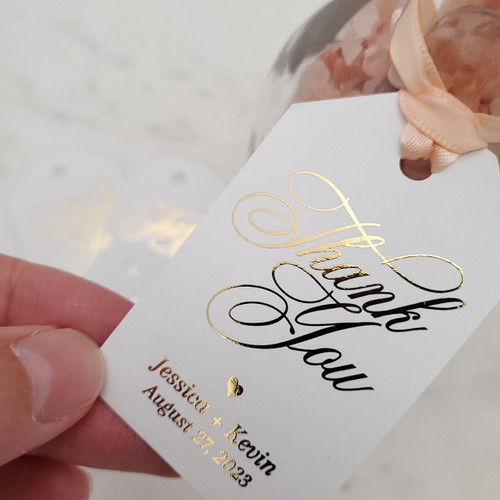 Thank
You
Jessica + Kevin
August 27, 2023